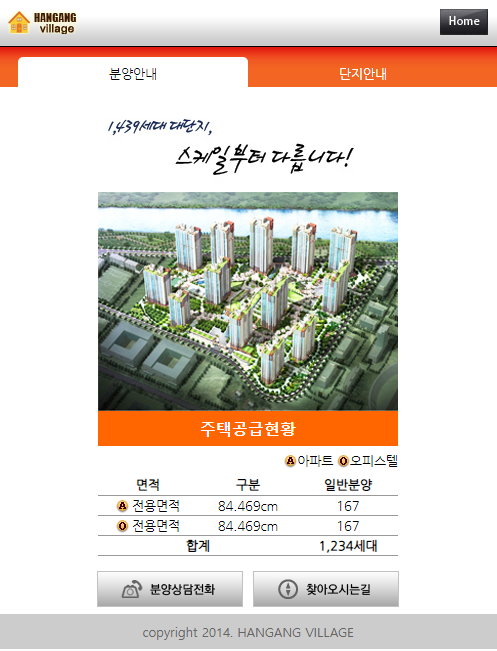 HANGANG
village
Home
분양안내 단지안내
1,439세대 대단지,
스케일부터 다릅니다!
주택공급현황
A 아파트 O 오피스텔
면적 구분 일반분양
A 전용면적 84.469cm 167
O 전용면적 84.469cm 167
합계 1,234세대
분양상담전화 찾아오시는길
copyright 2014. HANGANG VILLAGE